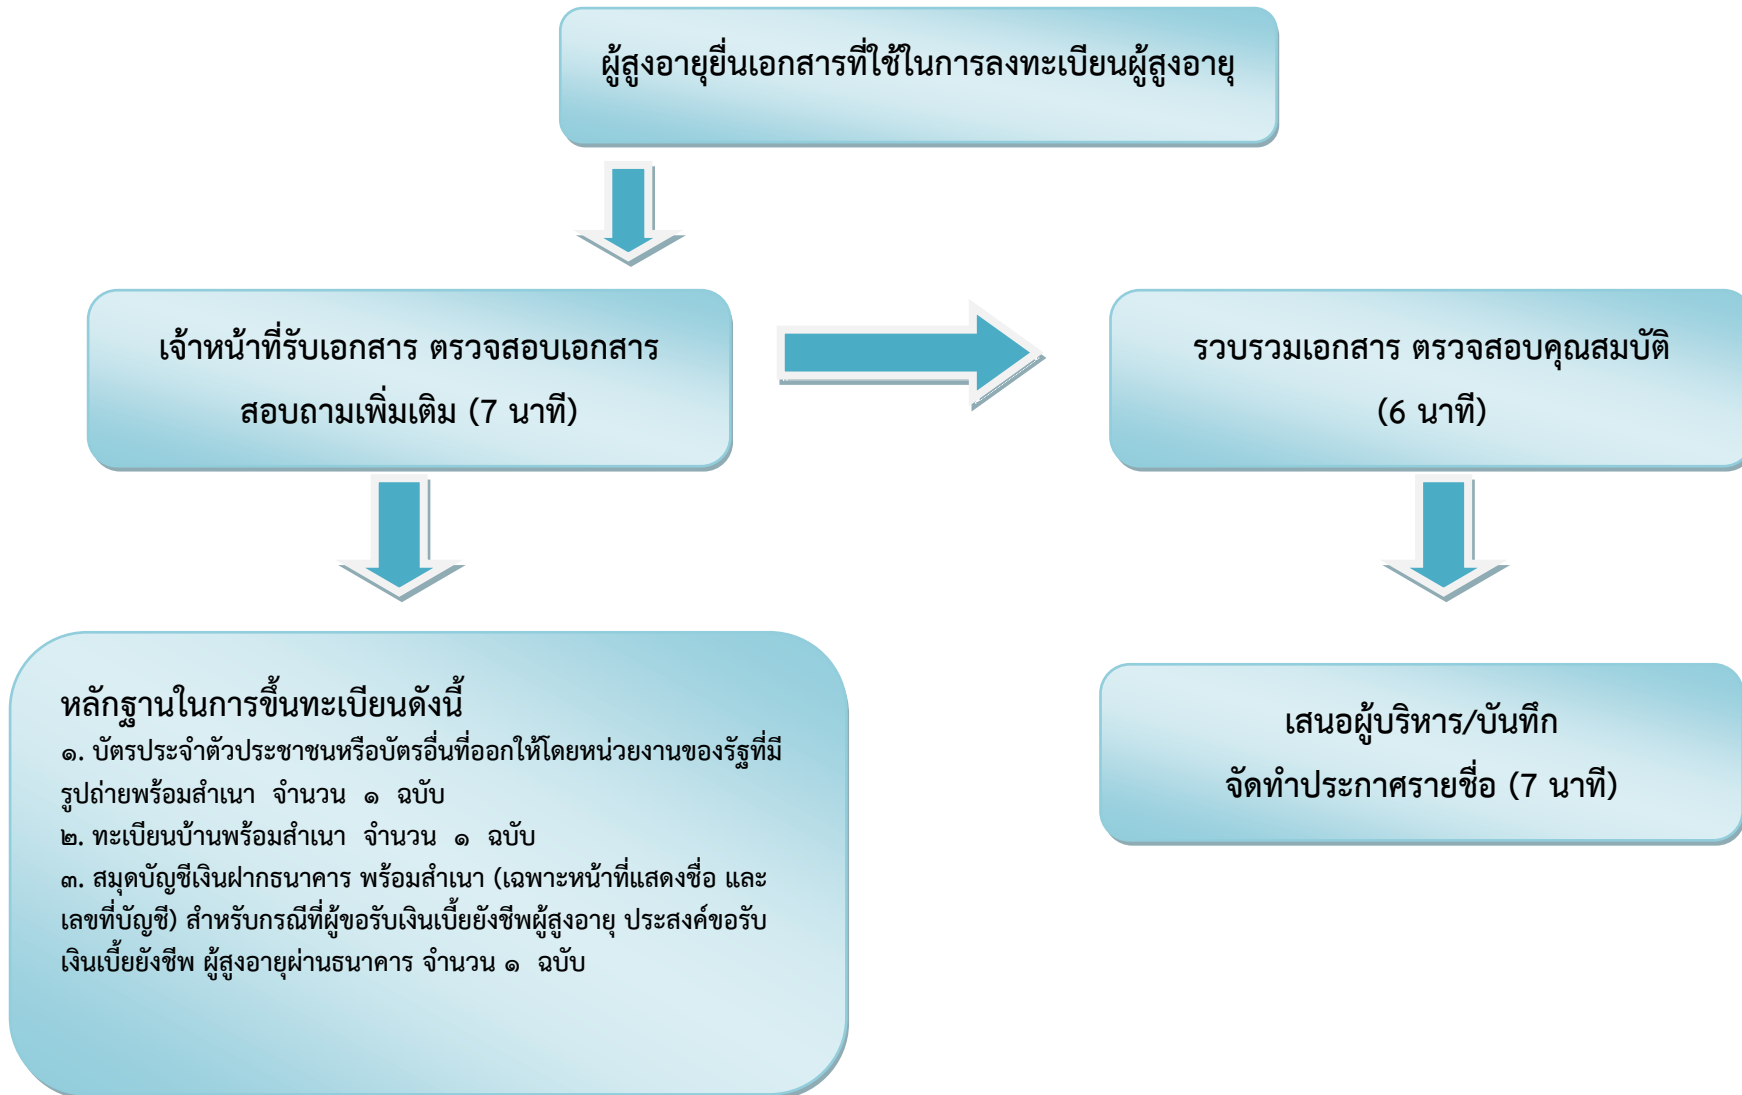 ผู้สูงอายุยื่นเอกสารที่ใช้ในการลงทะเบียนผู้สูงอายุ
เจ้าหน้าที่รับเอกสาร ตรวจสอบเอกสาร
สอบถามเพิ่มเติม (7 นาที)
รวบรวมเอกสาร ตรวจสอบคุณสมบัติ
(6 นาที)
หลักฐานในการขึ้นทะเบียนดังนี้
๑. บัตรประจำตัวประชาชนหรือบัตรอื่นที่ออกให้โดยหน่วยงานของรัฐที่มี
รูปถ่ายพร้อมสำเนา จำนวน ๑ ฉบับ
๒. ทะเบียนบ้านพร้อมสำเนา จำนวน ๑ ฉบับ
๓. สมุดบัญชีเงินฝากธนาคาร พร้อมสำเนา (เฉพาะหน้าที่แสดงชื่อ และ
เลขที่บัญชี) สำหรับกรณีที่ผู้ขอรับเงินเบี้ยยังชีพผู้สูงอายุ ประสงค์ขอรับ
เงินเบี้ยยังชีพ ผู้สูงอายุผ่านธนาคาร จำนวน ๑ ฉบับ
เสนอผู้บริหาร/บันทึก
จัดทำประกาศรายชื่อ (7 นาที)